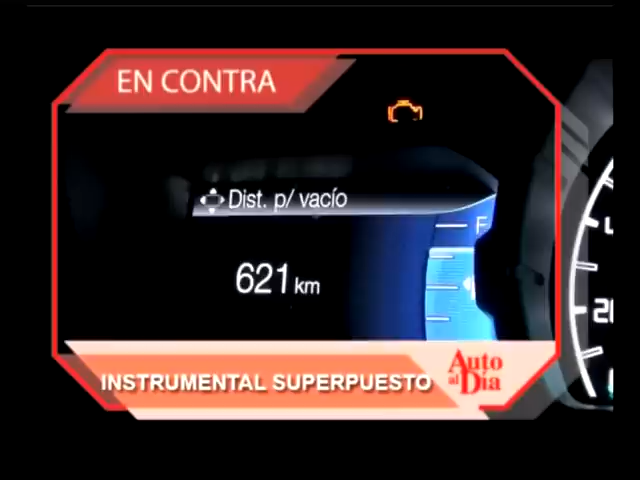 EN CONTRA
Dist. p/ vacío
F
621 km
INSTRUMENTAL SUPERPUESTO
Auto
al Día